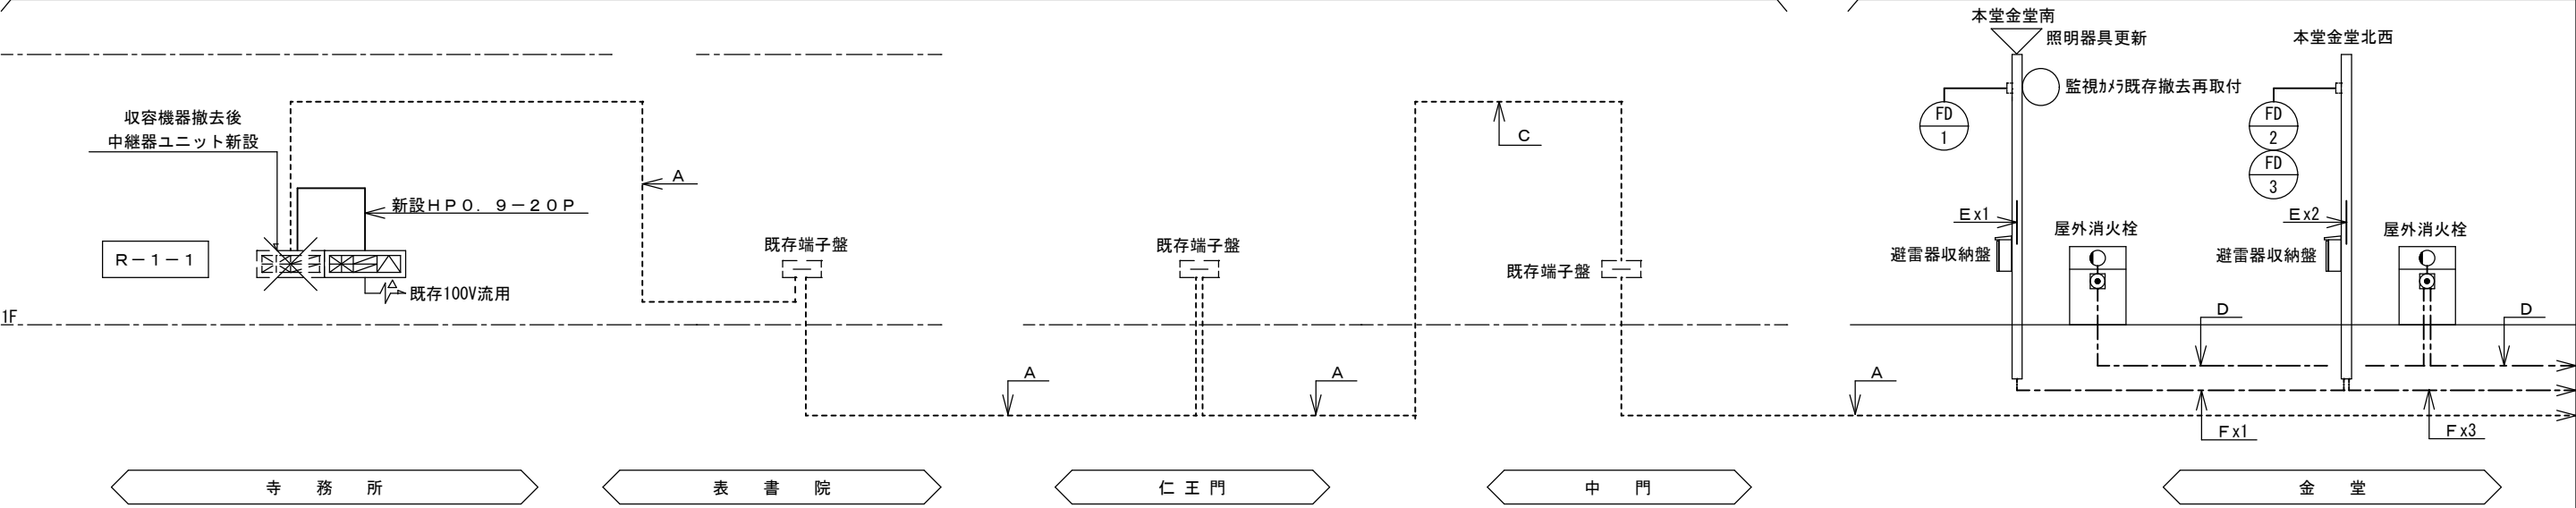 本堂金堂南
照明器具更新
本堂金堂北西
監視ｶﾒﾗ既存撤去再取付
収容機器撤去後
中継器ユニット新設
FD
1
FD
2
FD
3
C
A
新設ＨＰ０．９－２０Ｐ
Ｅx1
Ｅx2
屋外消火栓
屋外消火栓
既存端子盤
既存端子盤
既存端子盤
Ｒ－１－１
避雷器収納盤
避雷器収納盤
既存100V流用
1F
D
D
A
A
A
Ｆx1
Ｆx3
寺　務　所
表　書　院
仁 王 門
中　門
金　堂